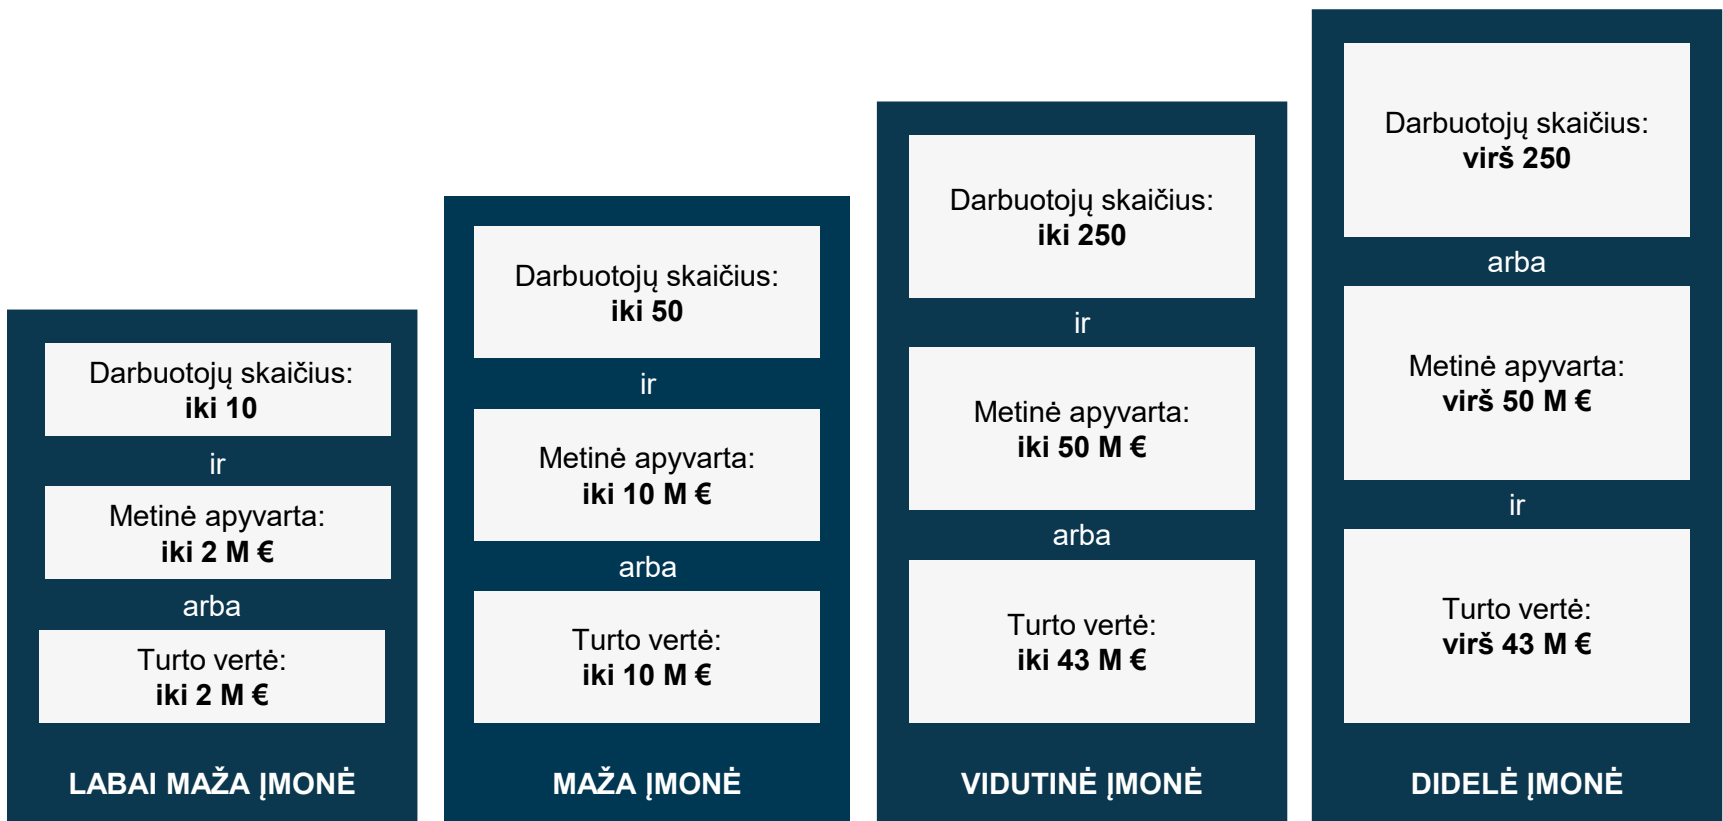 Darbuotojų skaičius:
iki 10
ir
Metinė apyvarta:
iki 2 M €
arba
Turto vertė:
iki 2 M €
LABAI MAŽA ĮMONĖ
Darbuotojų skaičius:
iki 50
ir
Metinė apyvarta:
iki 10 M €
arba
Turto vertė:
iki 10 M €
MAŽA ĮMONĖ
Darbuotojų skaičius:
iki 250
ir
Metinė apyvarta:
iki 50 M €
arba
Turto vertė:
iki 43 M €
VIDUTINĖ ĮMONĖ
Darbuotojų skaičius:
virš 250
arba
Metinė apyvarta:
virš 50 M €
ir
Turto vertė:
virš 43 M €
DIDELĖ ĮMONĖ